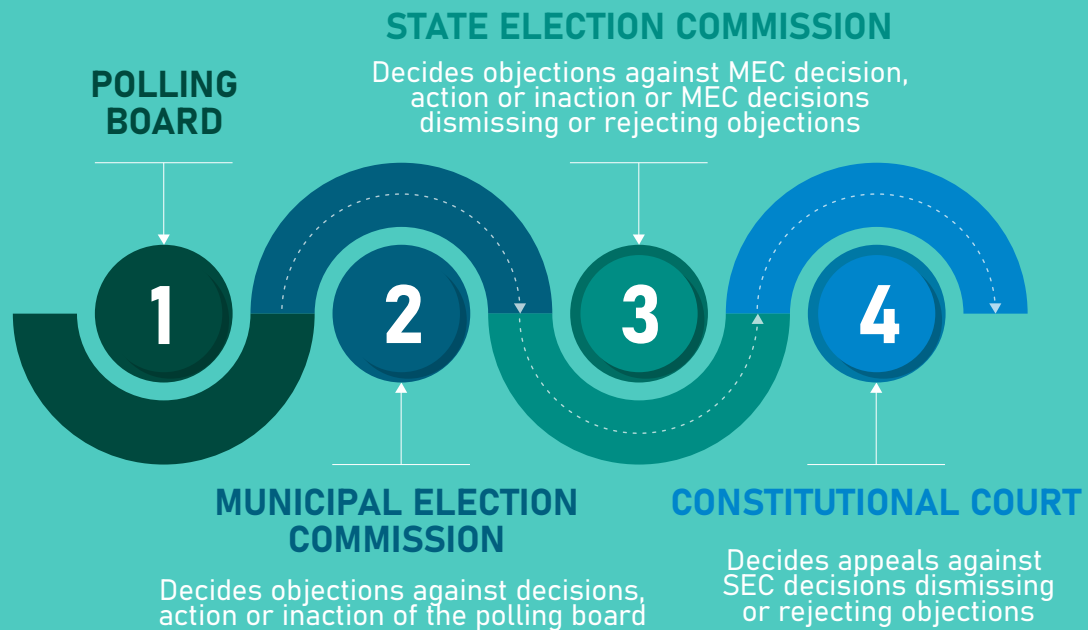 POLLING
BOARD
1
MUNICIPAL ELECTION
COMMISSION
Decides objections against decisions,
action or inaction of the polling board
2
STATE ELECTION COMMISSION
Decides objections against MEC decision,
action or inaction or MEC decisions
dismissing or rejecting objections
3
CONSTITUTIONAL COURT
Decides appeals against
SEC decisions dismissing
or rejecting objections
4